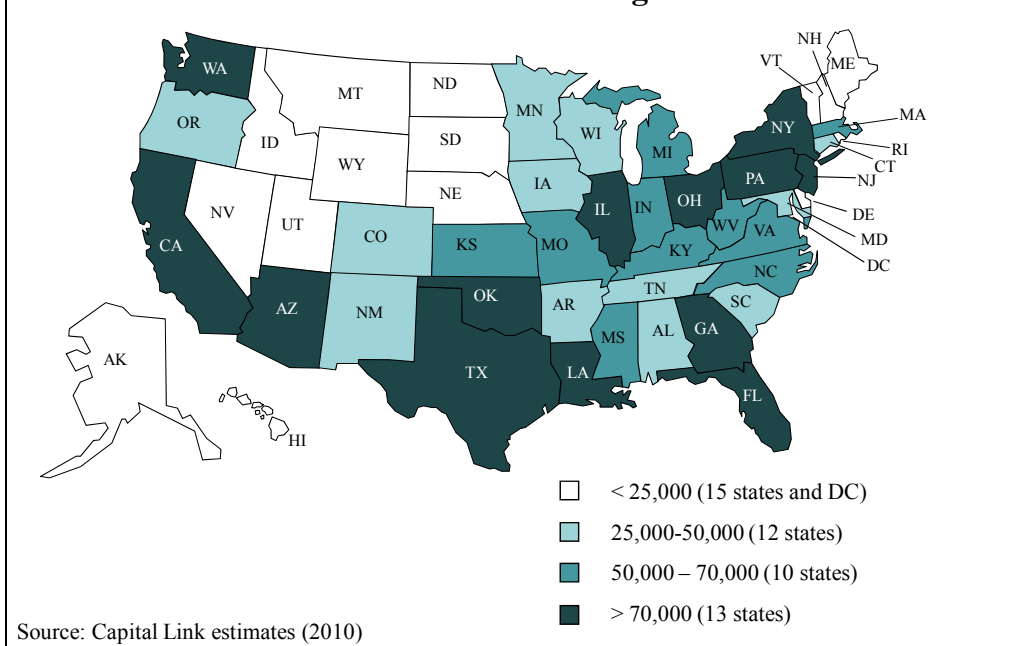 NH
VT
ME
WA
MT
ND
MN
MA
OR
ID
SD
WI
NY
MI
RI
WY
CT
NE
IA
PA
NJ
NV
UT
IL
IN
OH
DE
CO
KS
MO
WV
VA
MD
CA
KY
DC
NC
TN
OK
AZ
NM
AR
SC
MS
AL
GA
AK
TX
LA
FL
HI
< 25,000 (15 states and DC)
25,000-50,000 (12 states)
50,000 – 70,000 (10 states)
> 70,000 (13 states)
Source: Capital Link estimates (2010)